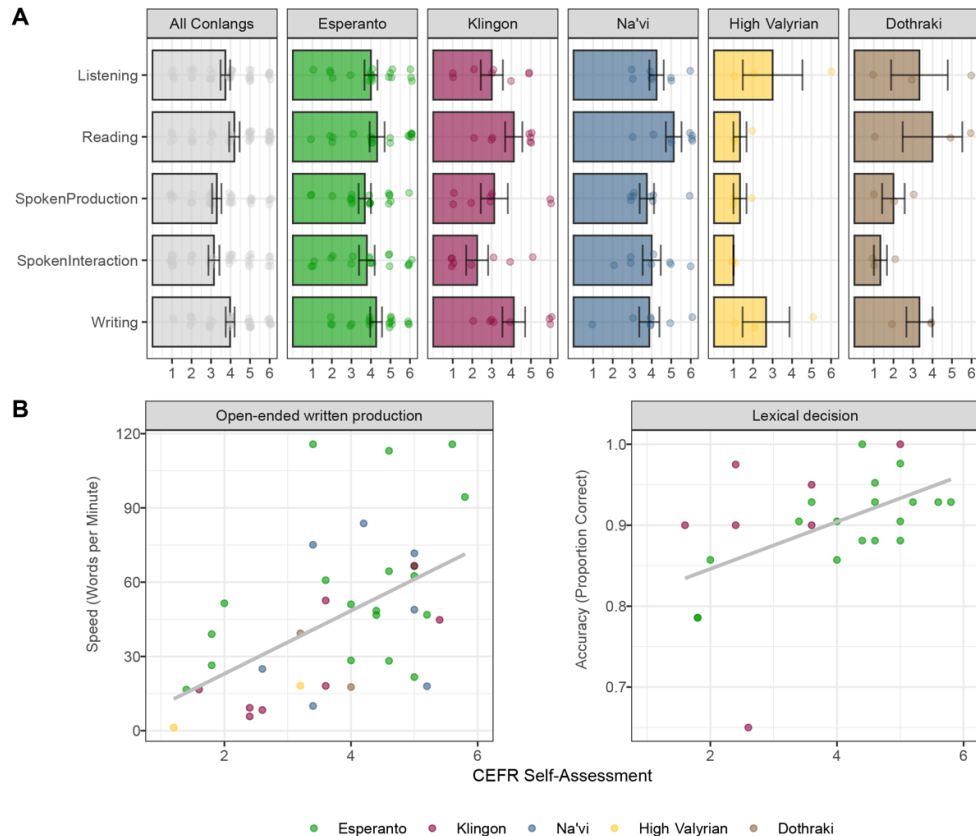 A
All Conlangs Esperanto Klingon Na'vi High Valyrian Dothraki
Listening
Reading
SpokenProduction
SpokenInteraction
Writing
1 2 3 4 5 6 1 2 3 4 5 6 1 2 3 4 5 6 1 2 3 4 5 6 1 2 3 4 5 6 1 2 3 4 5 6
B
Open-ended written production Lexical decision
Speed (Words per Minute)
120
90
60
30
0
2 4 6
Accuracy (Proportion Correct)
1.0
0.9
0.8
0.7
2 4 6
CEFR Self-Assessment
Esperanto Klingon Na'vi High Valyrian Dothraki